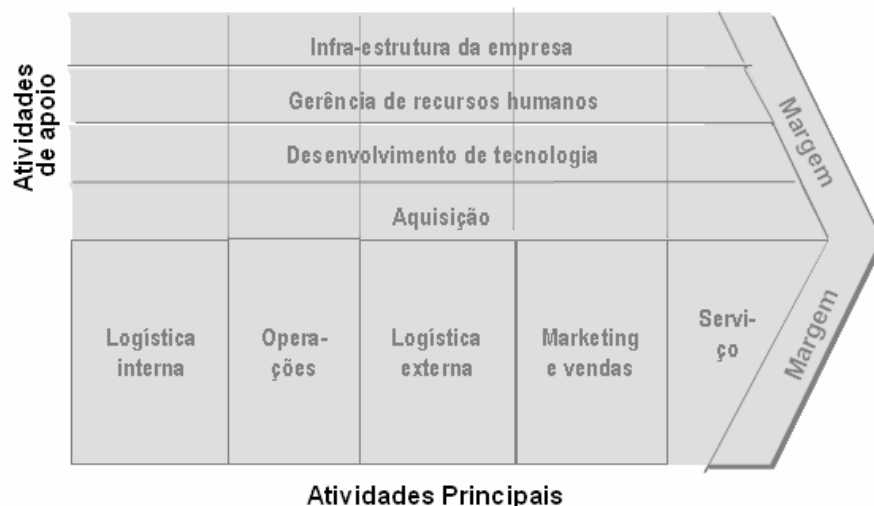 Atividades
de apoio
Infra-estrutura da empresa
Gerência de recursos humanos
Desenvolvimento de tecnologia
Aquisição
Margem
Logística
interna
Opera-
ções
Logística
externa
Marketing
e vendas
Servi-
ço
Margem
Atividades Principais